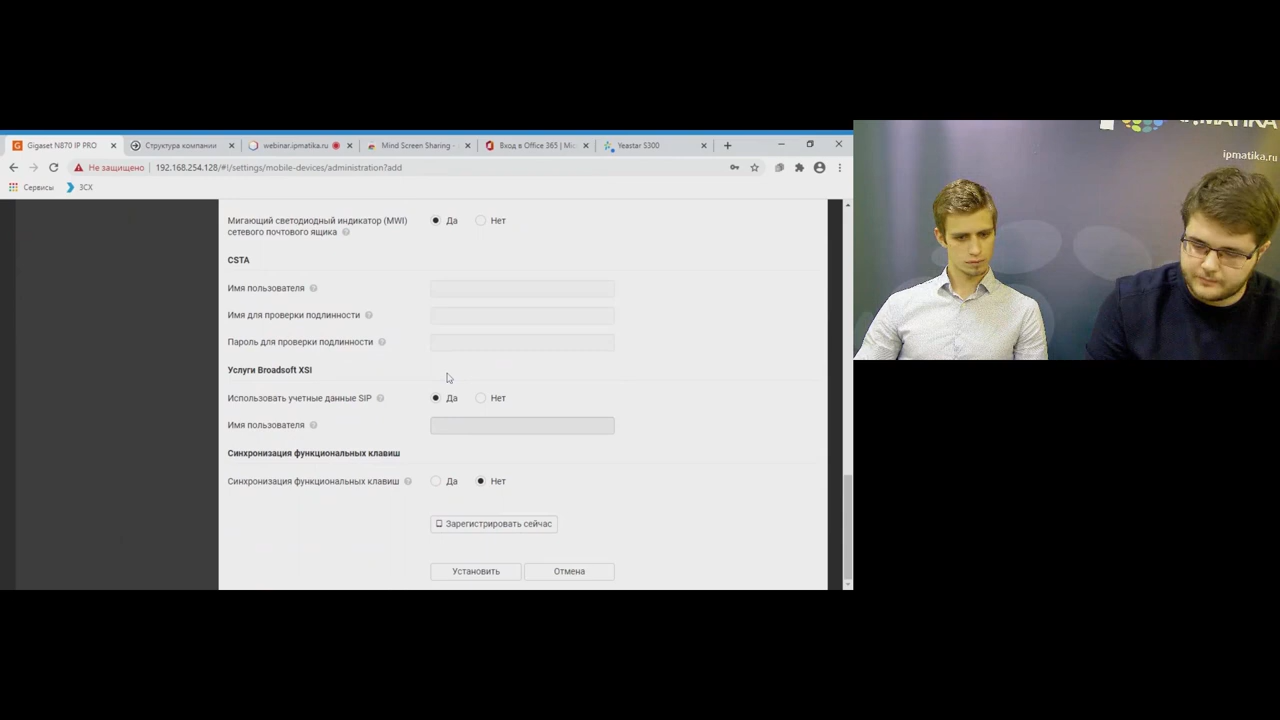 Gigaset N870 IP PRO
Структура компании
webinar.ipmatika.ru
Mind Screen Sharing -
Вход в Office 365 | Mic
Yeastar S300
Не защищено
192.168.254.128/#!/settings/mobile-devices/administration?add
Сервисы
3CX
Мигающий светодиодный индикатор (MWI)
сетевого почтового ящика
Да
Нет
CSTA
Имя пользователя
Имя для проверки подлинности
Пароль для проверки подлинности
Услуги Broadsoft XSI
Использовать учетные данные SIP
Да
Нет
Имя пользователя
Синхронизация функциональных клавиш
Синхронизация функциональных клавиш
Да
Нет
Зарегистрировать сейчас
Установить
Отмена
ipmatika.ru